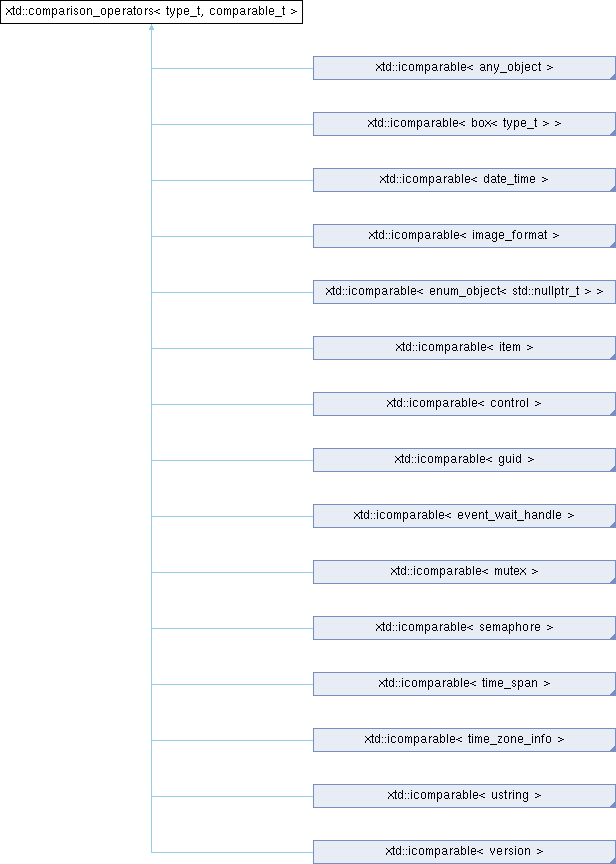 xtd::comparison_operators< type_t, comparable_t >
xtd::icomparable< any_object >
xtd::icomparable< box< type_t > >
xtd::icomparable< date_time >
xtd::icomparable< image_format >
xtd::icomparable< enum_object< std::nullptr_t > >
xtd::icomparable< item >
xtd::icomparable< control >
xtd::icomparable< guid >
xtd::icomparable< event_wait_handle >
xtd::icomparable< mutex >
xtd::icomparable< semaphore >
xtd::icomparable< time_span >
xtd::icomparable< time_zone_info >
xtd::icomparable< ustring >
xtd::icomparable< version >